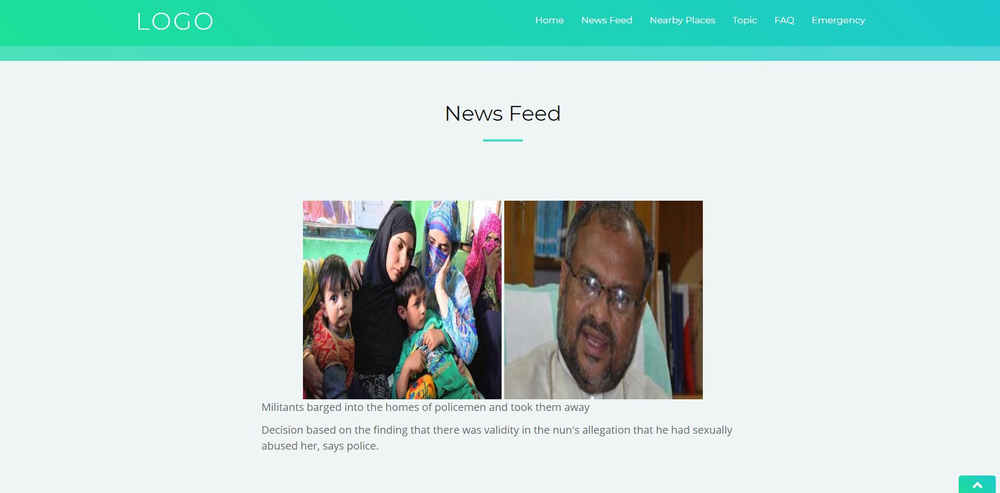 LOGO
Home News Feed Nearby Places Topic FAQ Emergency
News Feed
Militants barged into the homes of policemen and took them away
Decision based on the finding that there was validity in the nun's allegation that he had sexually
abused her, says police.